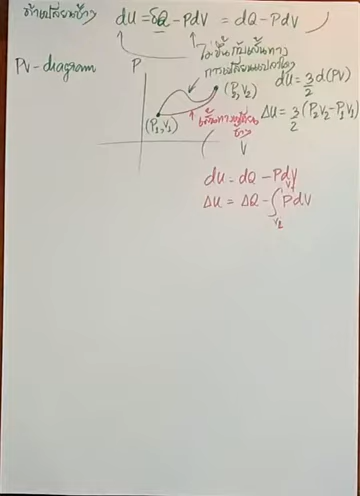 ถ้าเปลี่ยนช้าๆ dU = δQ - PdV = dQ - PdV
ไม่ขึ้นกับเส้นทาง
การเปลี่ยนแปลง
PV-diagram
P
(P₂,V₂)
(P₁,V₁)
V
dU = 3/2 d(PV)
ΔU = 3/2 (P₂V₂ - P₁V₁)
ช้าๆ
dU = dQ - PdV
ΔU = ΔQ - ∫ PdV